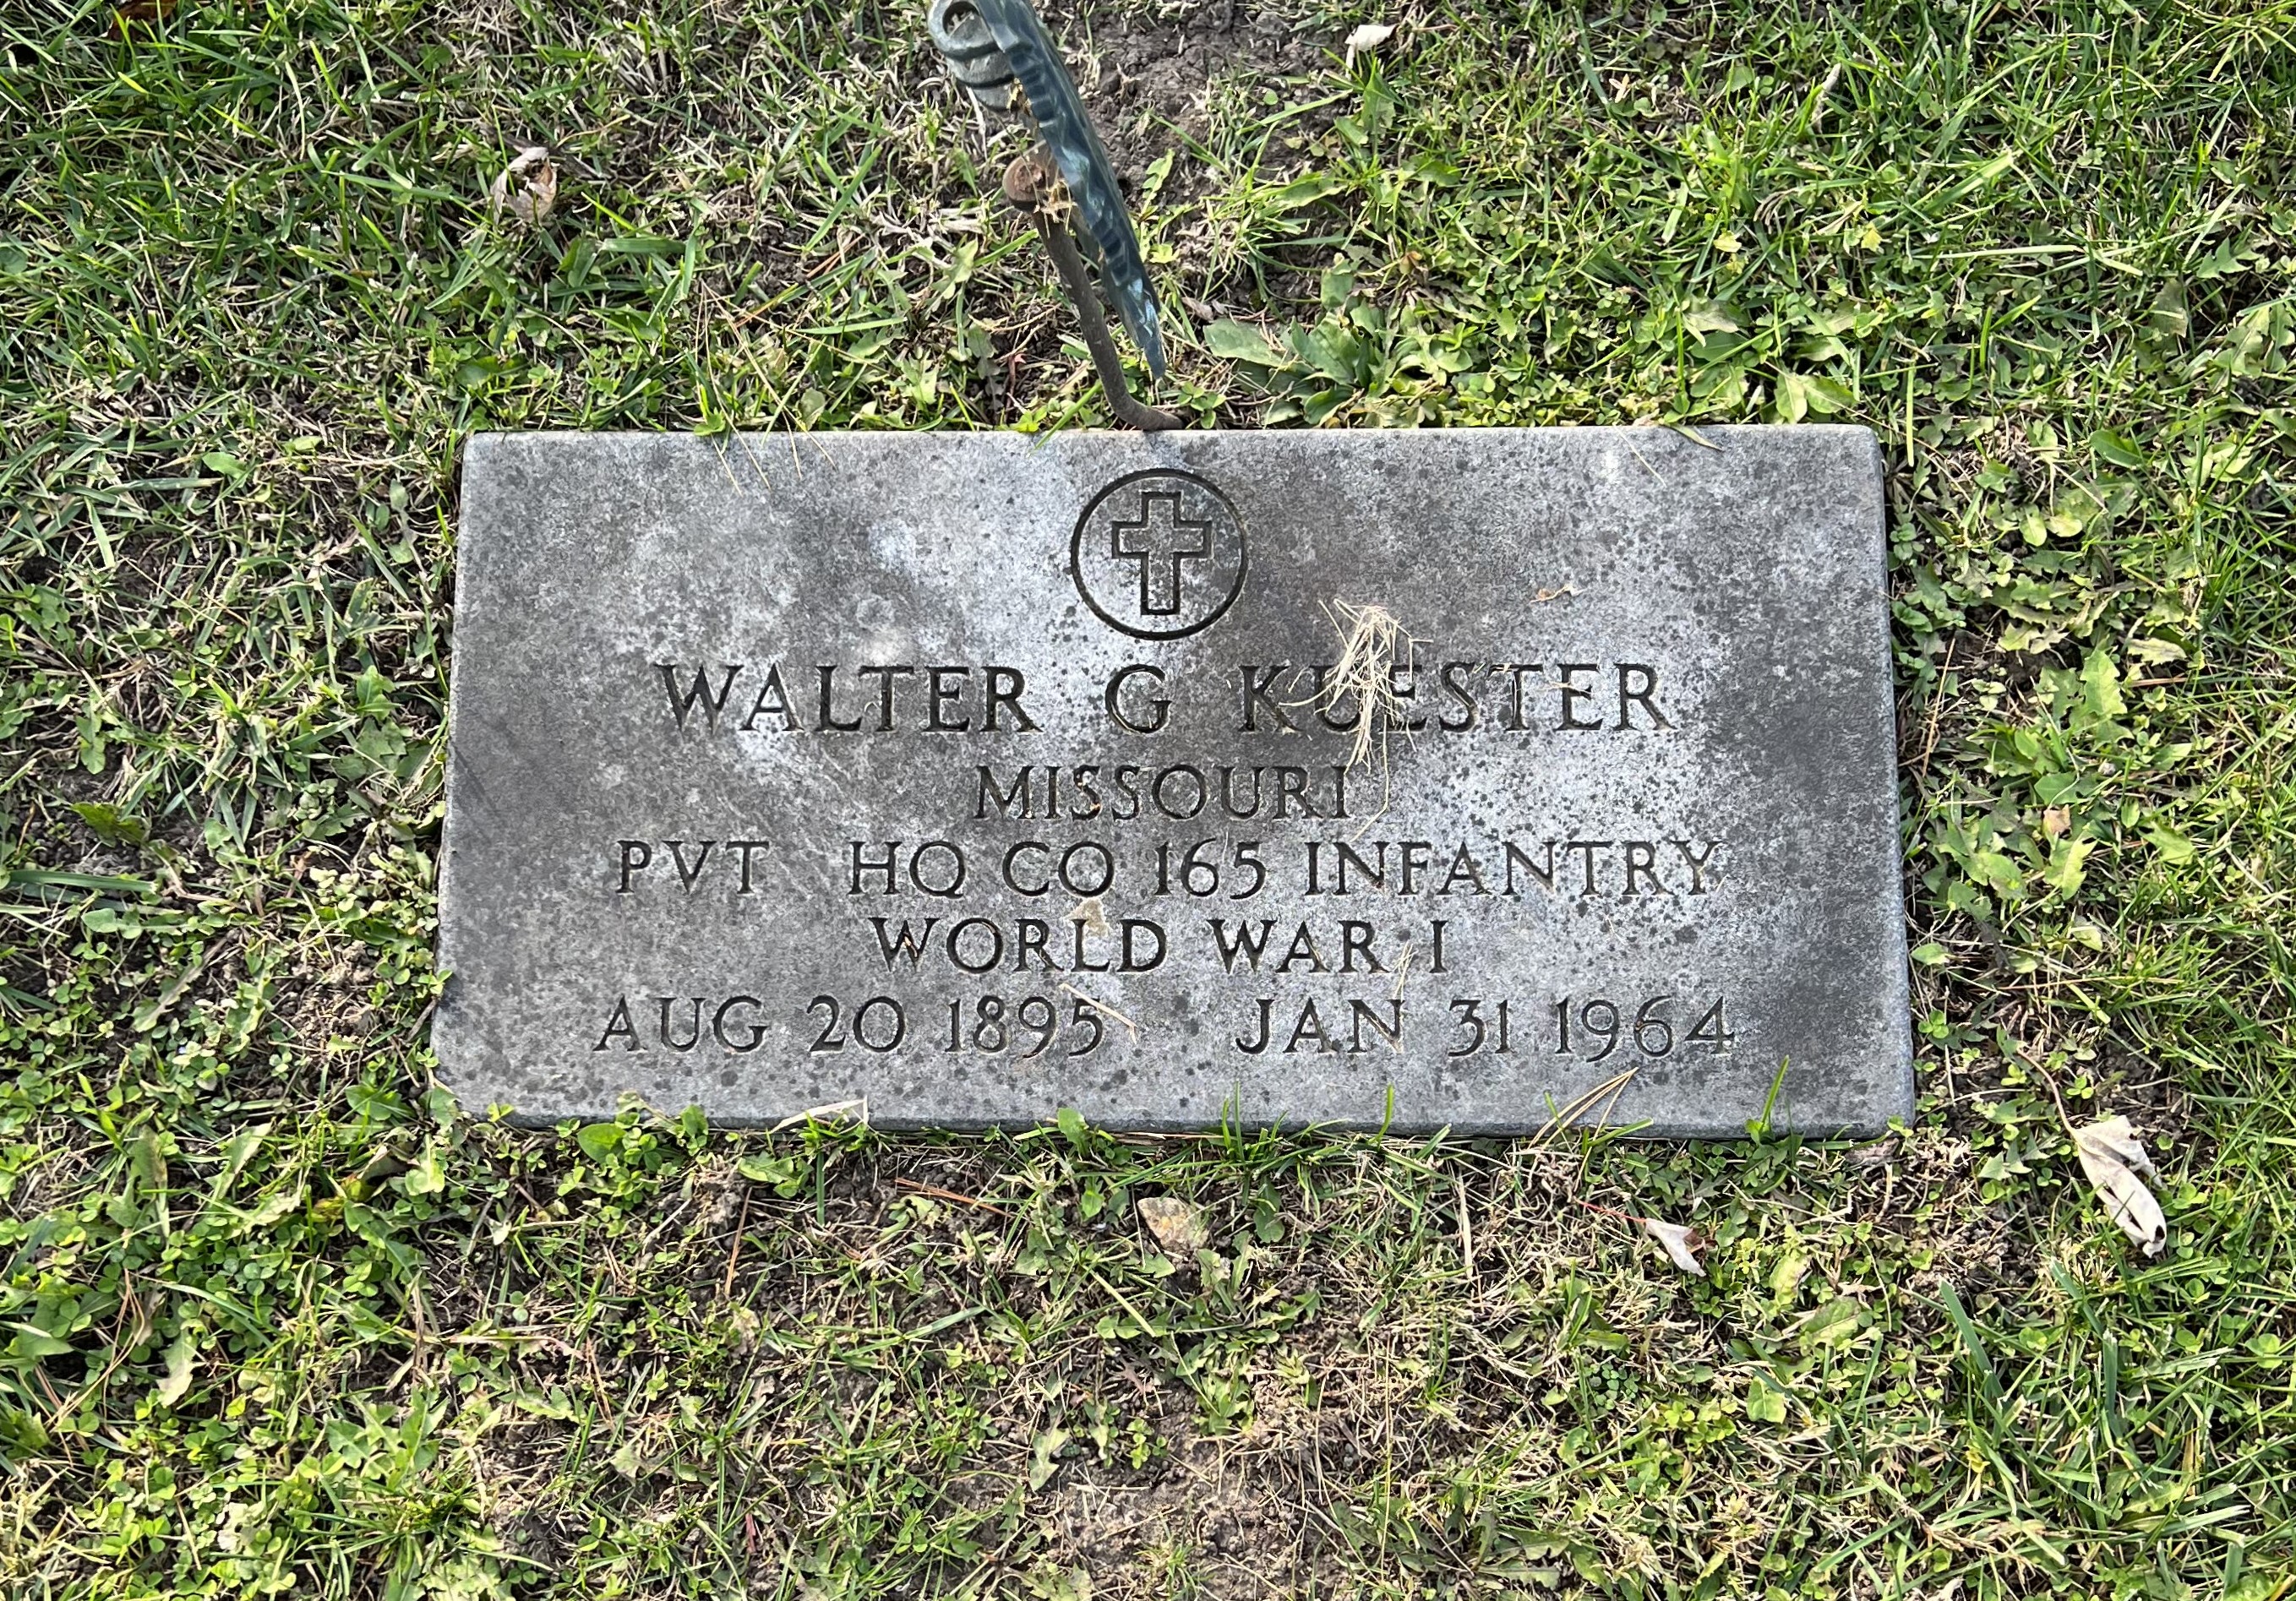 WALTER G KUESTER
MISSOURI
PVT HQ CO 165 INFANTRY
WORLD WAR I
AUG 20 1895 JAN 31 1964